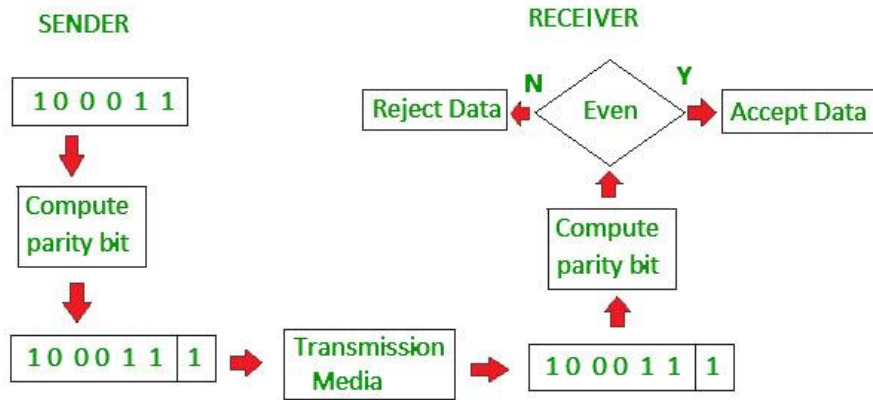 SENDER
1 0 0 0 1 1
Compute
parity bit
1 0 0 0 1 1 1
Transmission
Media
RECEIVER
N
Y
Reject Data
Even
Accept Data
Compute
parity bit
1 0 0 0 1 1 1